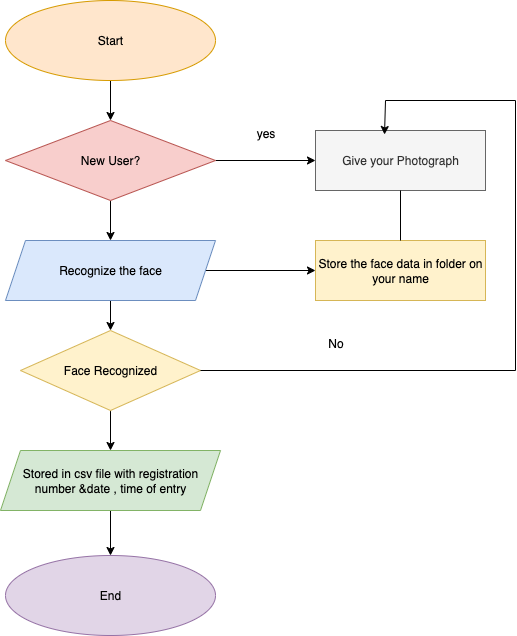 Start
New User?
yes
Give your Photograph
Recognize the face
Store the face data in folder on
your name
No
Face Recognized
Stored in csv file with registration
number &date , time of entry
End